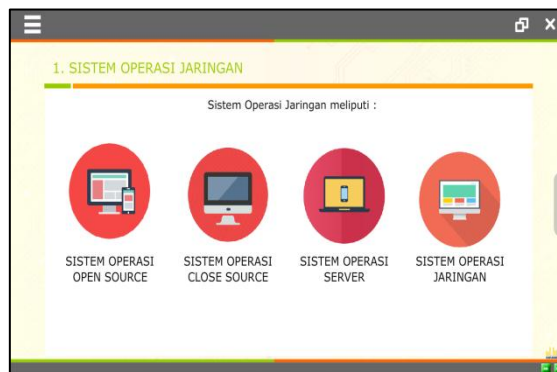 1. SISTEM OPERASI JARINGAN
Sistem Operasi Jaringan meliputi :
SISTEM OPERASI
OPEN SOURCE
SISTEM OPERASI
CLOSE SOURCE
SISTEM OPERASI
SERVER
SISTEM OPERASI
JARINGAN